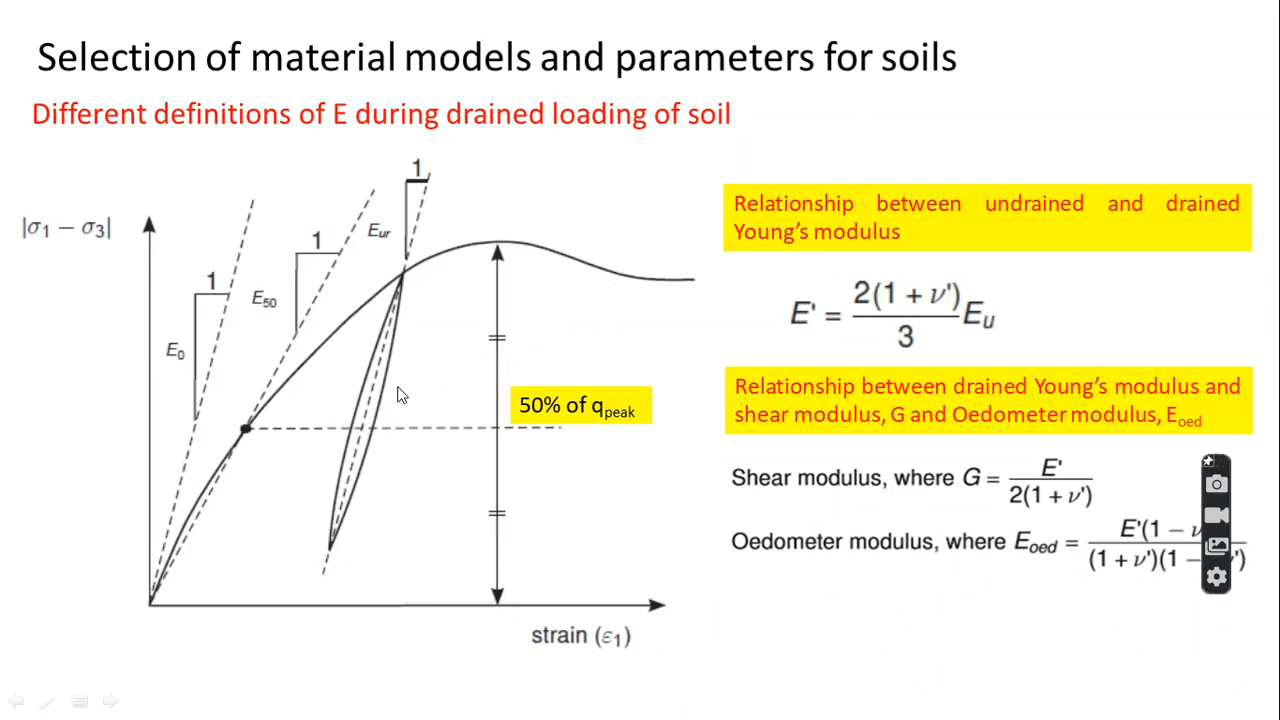 Selection of material models and parameters for soils
Different definitions of E during drained loading of soil
|σ1 − σ3|
1
1
1
E0
E50
Eur
50% of qpeak
strain (ε1)
Relationship between undrained and drained
Young's modulus
E' = 2(1 + ν') / 3 Eu
Relationship between drained Young's modulus and
shear modulus, G and Oedometer modulus, Eoed
Shear modulus, where G = E' / 2(1 + ν')
Oedometer modulus, where Eoed = E'(1 − ν / (1 + ν')(1 − ')